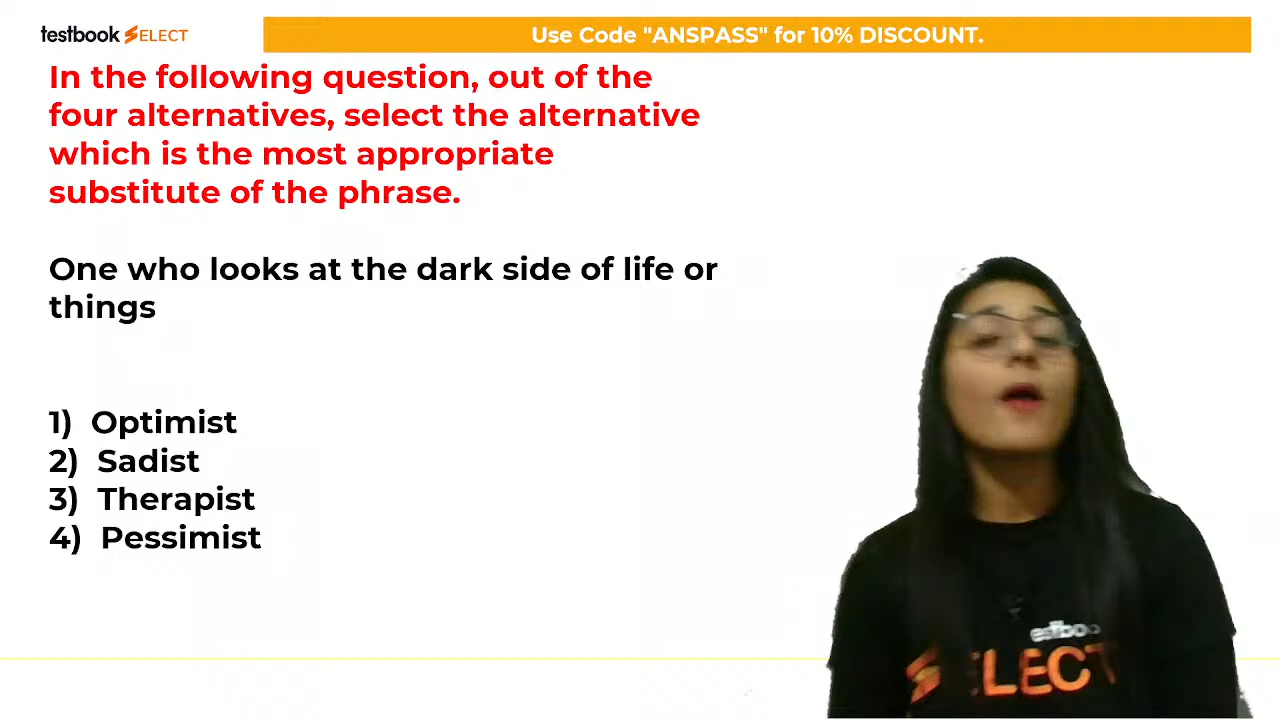 testbook SELECT
Use Code "ANSPASS" for 10% DISCOUNT.
In the following question, out of the
four alternatives, select the alternative
which is the most appropriate
substitute of the phrase.
One who looks at the dark side of life or
things
1) Optimist
2) Sadist
3) Therapist
4) Pessimist